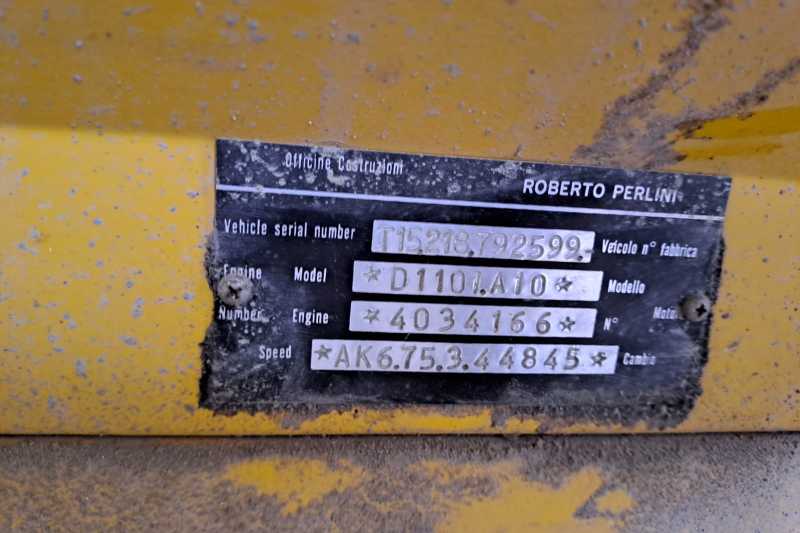 Officine Costruzioni
ROBERTO PERLINI
Vehicle serial number T15218.792599.- Veicolo n° fabbrica
Engine Model *D1101.A10* Modello
Number Engine *4034166* N° Motore
Speed *AK6.75.3.44845* Cambio